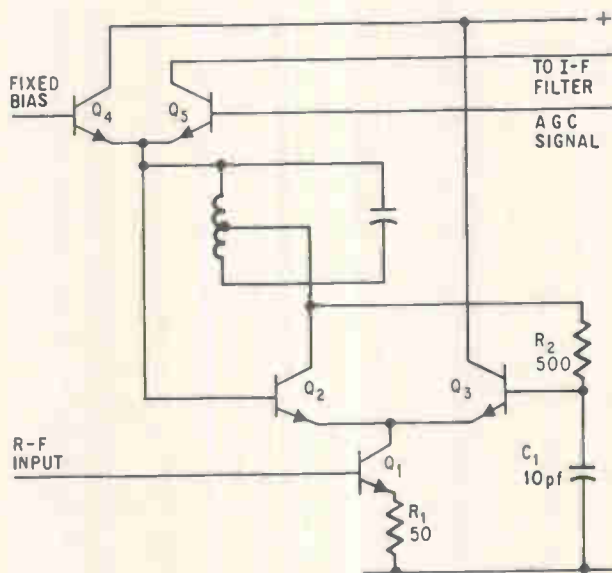 +
FIXED
BIAS
Q4
Q5
TO I-F
FILTER
AGC
SIGNAL
R2
500
Q2
Q3
R-F
INPUT
Q1
C1
10pf
R1
50